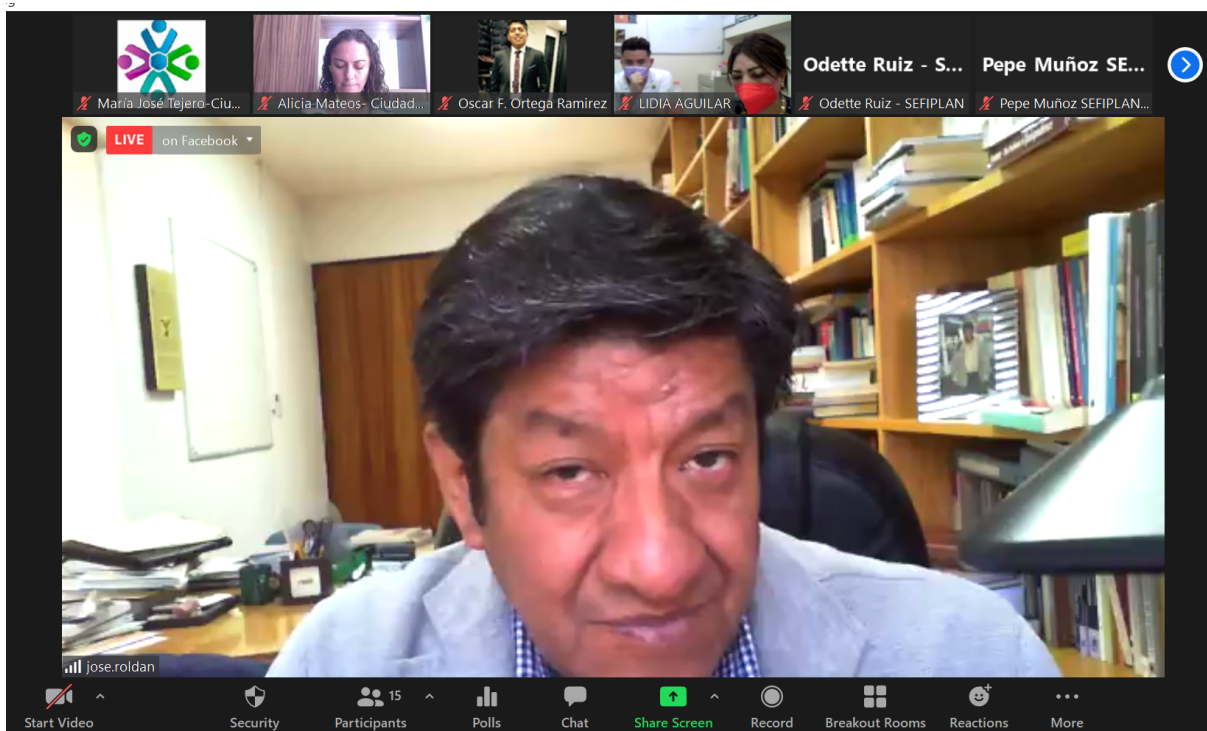 Odette Ruiz - S...
Pepe Muñoz SE...
María José Tejero-Ciu...
Alicia Mateos- Ciudad...
Oscar F. Ortega Ramirez
LIDIA AGUILAR
Odette Ruiz - SEFIPLAN
Pepe Muñoz SEFIPLAN...
LIVE
on Facebook
jose.roldan
15
Start Video
Security
Participants
Polls
Chat
Share Screen
Record
Breakout Rooms
Reactions
More